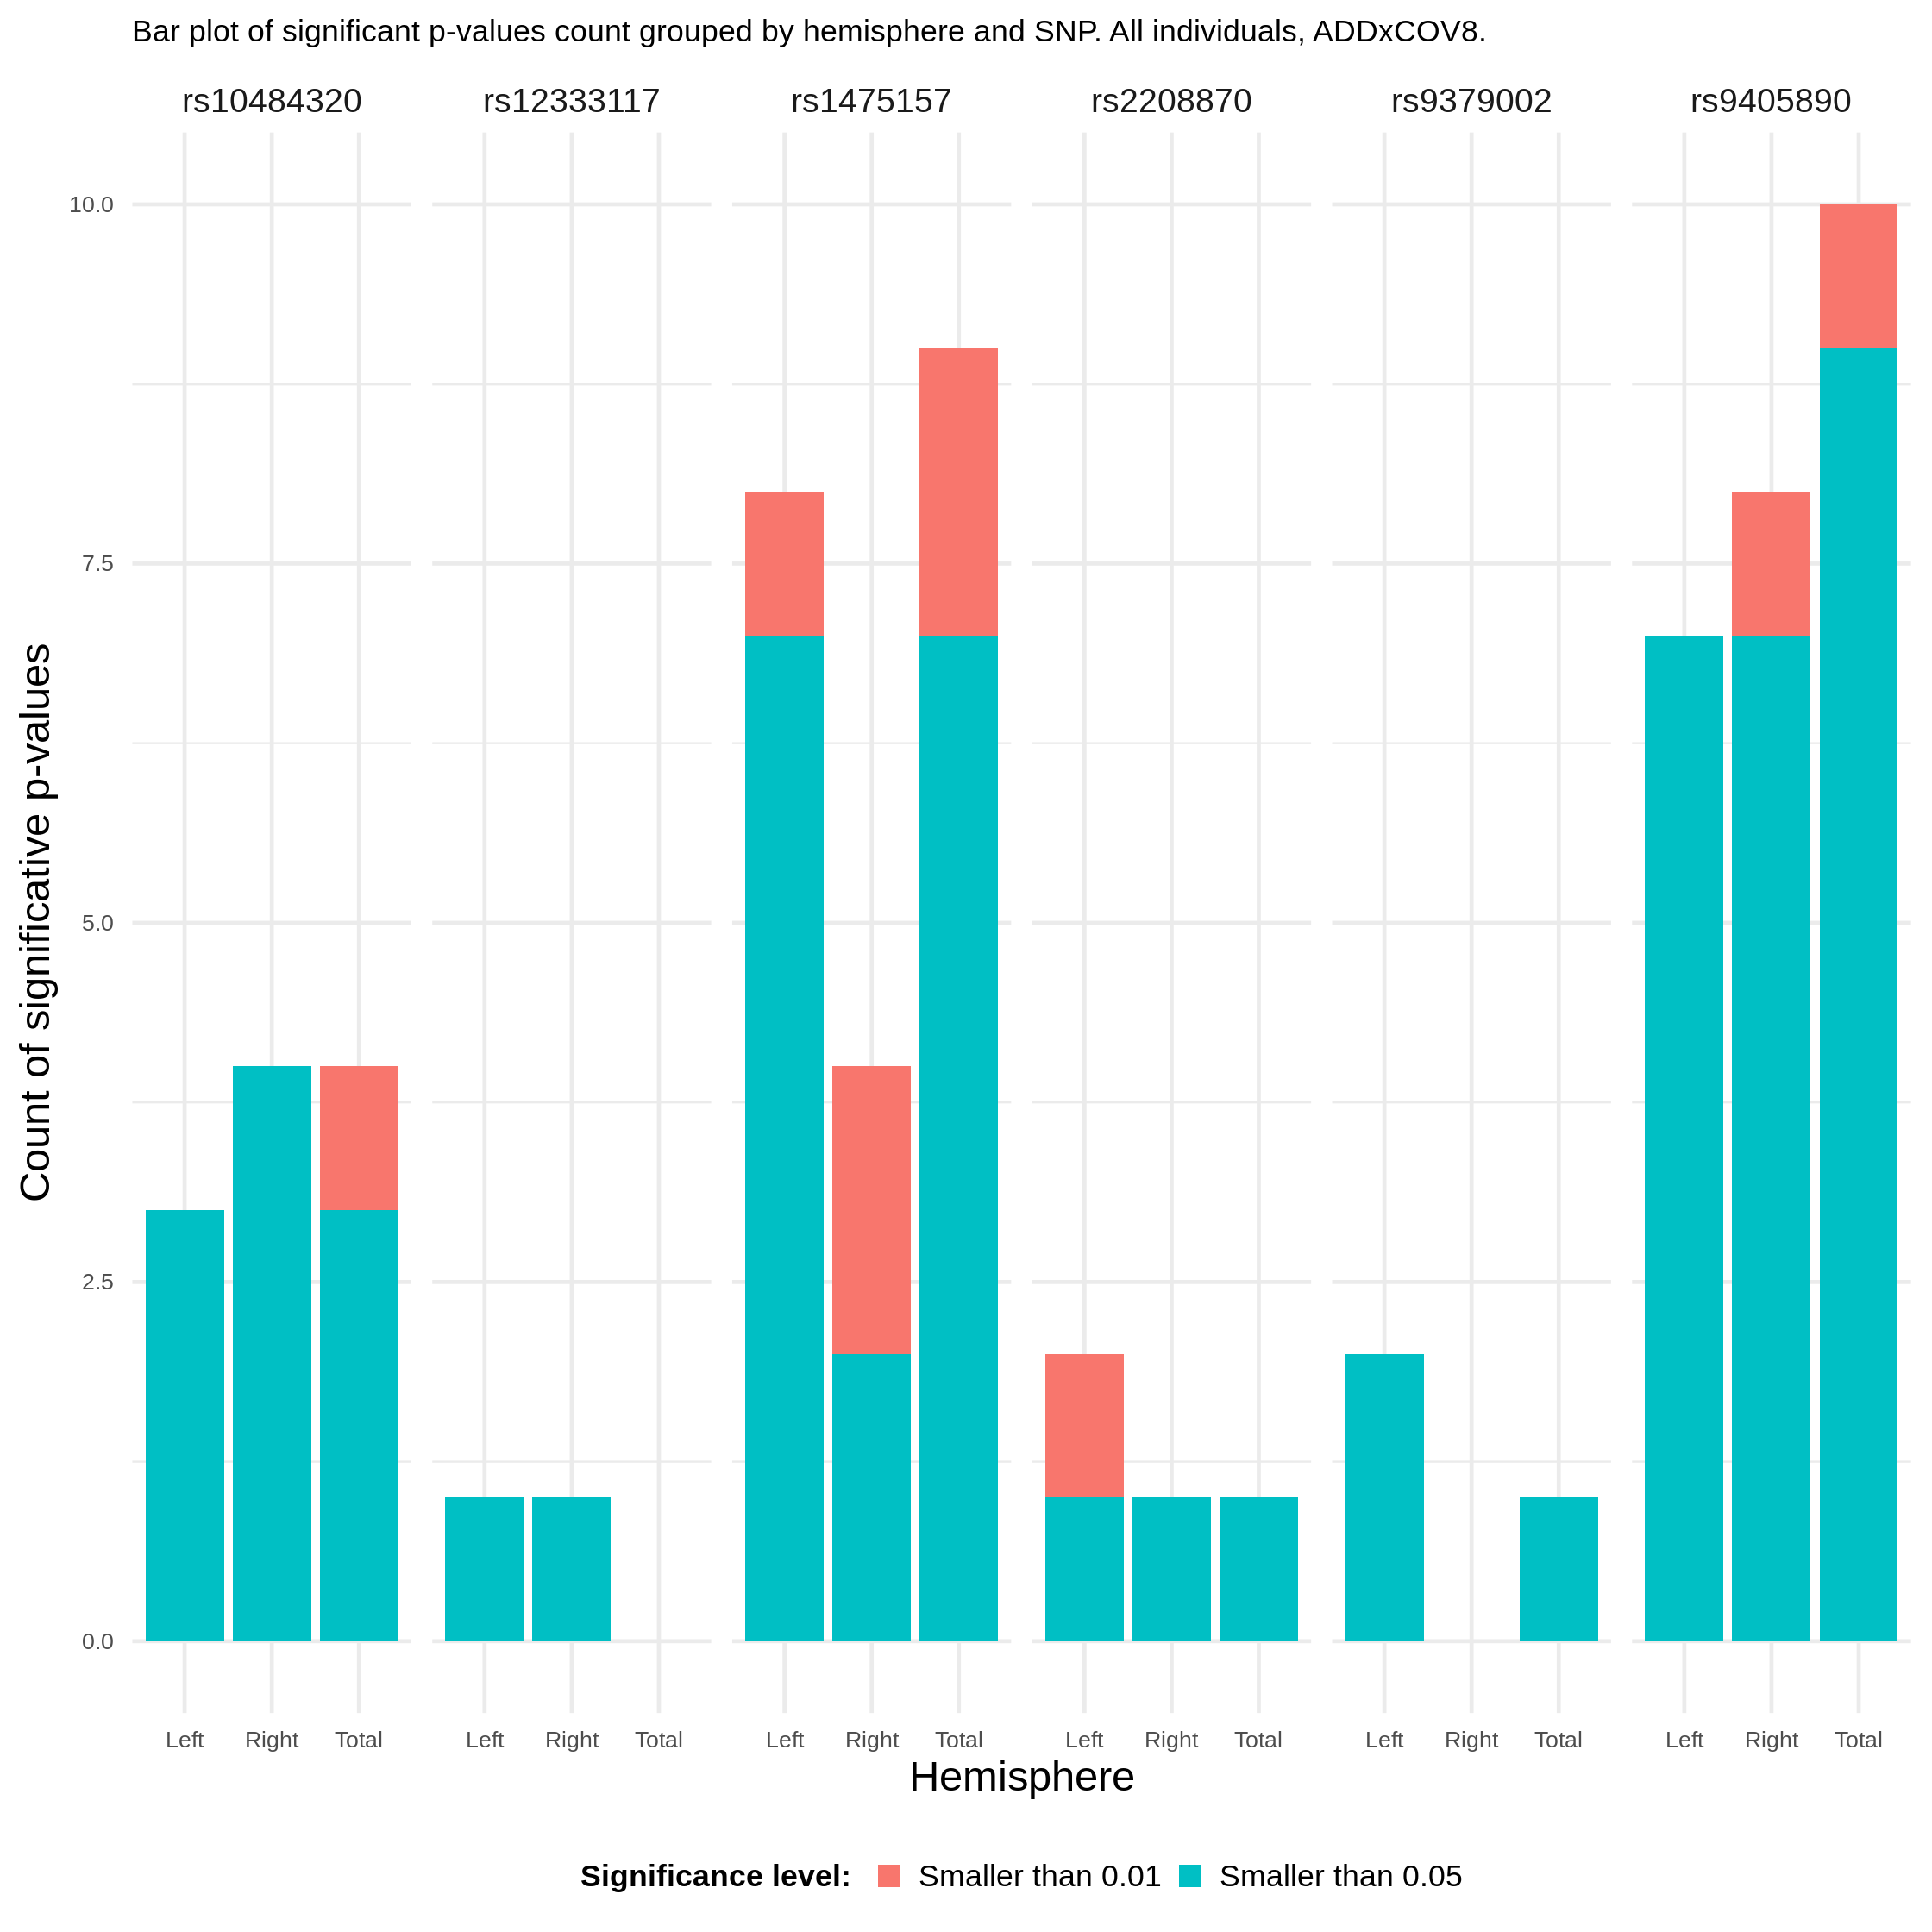 Bar plot of significant p-values count grouped by hemisphere and SNP. All individuals, ADDxCOV8.
rs10484320 rs12333117 rs1475157 rs2208870 rs9379002 rs9405890
10.0
7.5
5.0
2.5
0.0
Count of significative p-values
Left Right Total Left Right Total Left Right Total Left Right Total Left Right Total Left Right Total
Hemisphere
Significance level: Smaller than 0.01 Smaller than 0.05